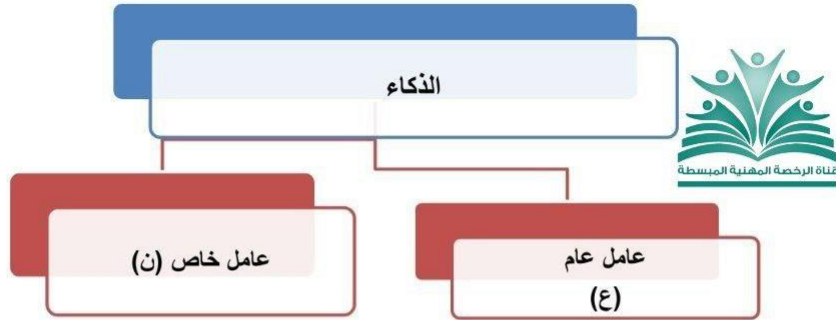 الذكاء
قناة الرخصة المهنية المبسطة
عامل عام
(ع)
عامل خاص (ن)